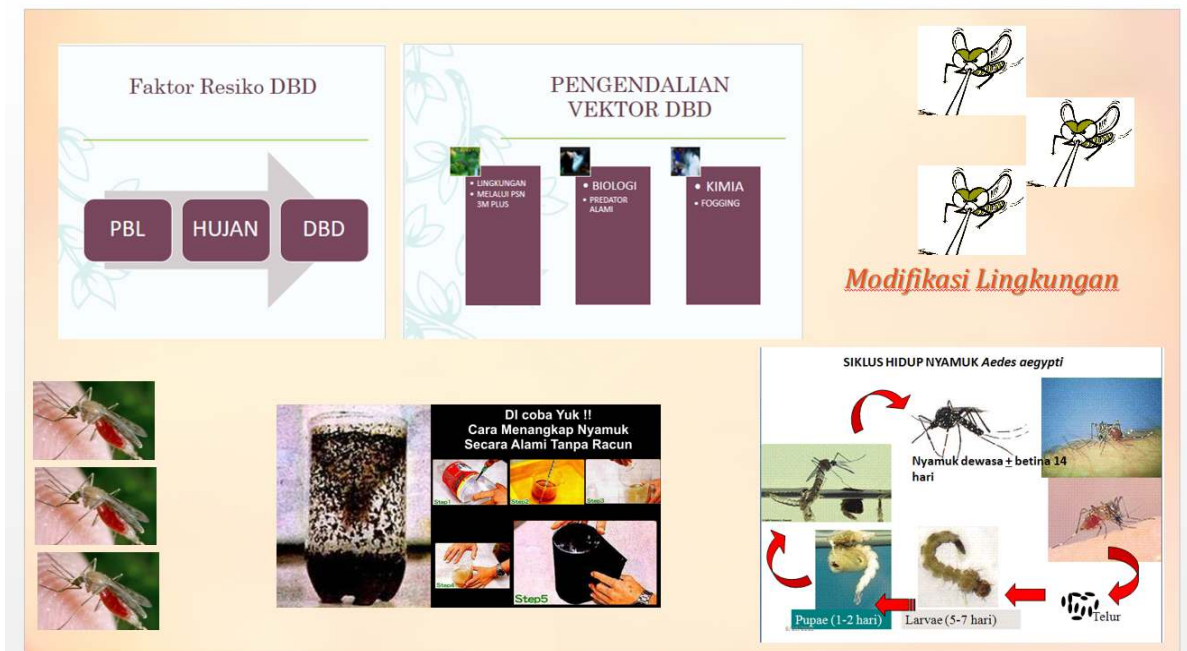 Faktor Resiko DBD
PBL
HUJAN
DBD
PENGENDALIAN
VEKTOR DBD
• LINGKUNGAN
• MELALUI PSN
3M PLUS
• BIOLOGI
• PREDATOR
ALAMI
• KIMIA
• FOGGING
Modifikasi Lingkungan
DI coba Yuk !!
Cara Menangkap Nyamuk
Secara Alami Tanpa Racun
Step1
Step2
Step3
Step4
Step5
SIKLUS HIDUP NYAMUK Aedes aegypti
Nyamuk dewasa ± betina 14
hari
Pupae (1-2 hari)
Larvae (5-7 hari)
Telur